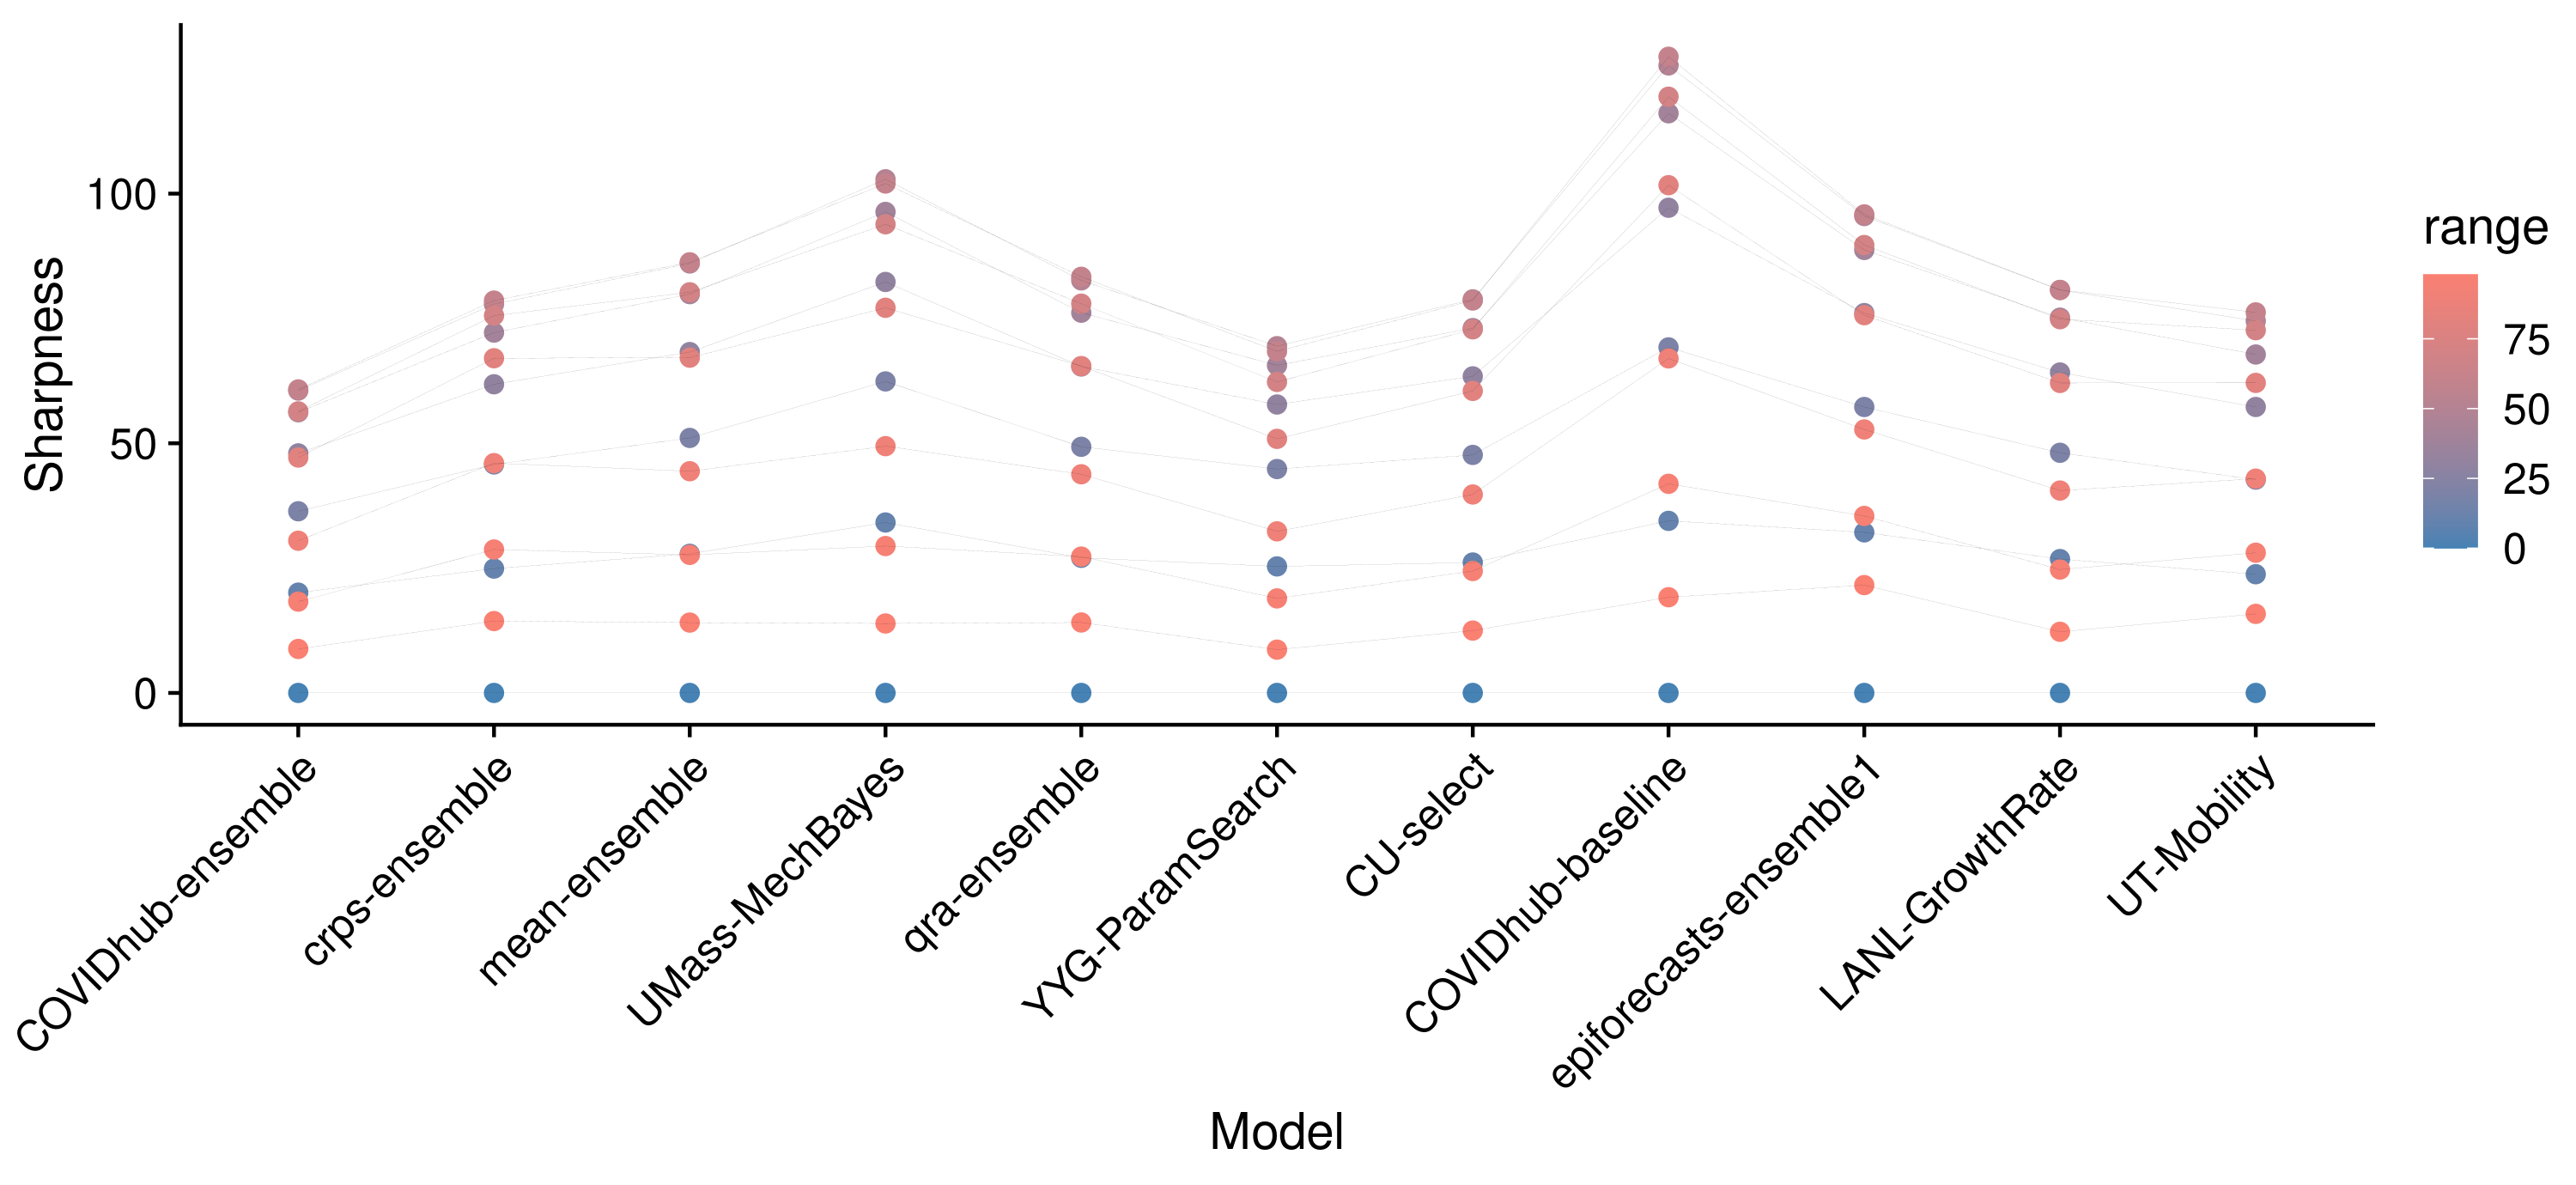 Sharpness
100
50
0
COVIDhub-ensemble
crps-ensemble
mean-ensemble
UMass-MechBayes
qra-ensemble
YYG-ParamSearch
CU-select
COVIDhub-baseline
epiforecasts-ensemble1
LANL-GrowthRate
UT-Mobility
Model
range
75
50
25
0